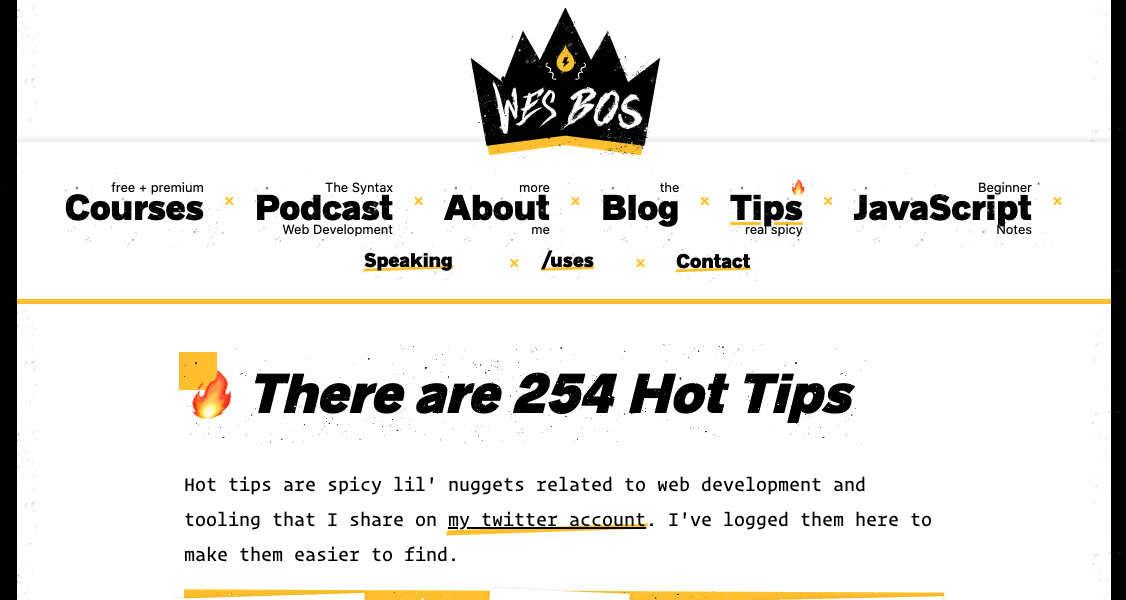 WES BOS
free + premium
Courses
×
The Syntax
Podcast
Web Development
×
more
About
me
×
the
Blog
×
🔥
Tips
real spicy
×
Beginner
JavaScript
Notes
×
Speaking
×
/uses
×
Contact
🔥 There are 254 Hot Tips
Hot tips are spicy lil' nuggets related to web development and
tooling that I share on my twitter account. I've logged them here to
make them easier to find.